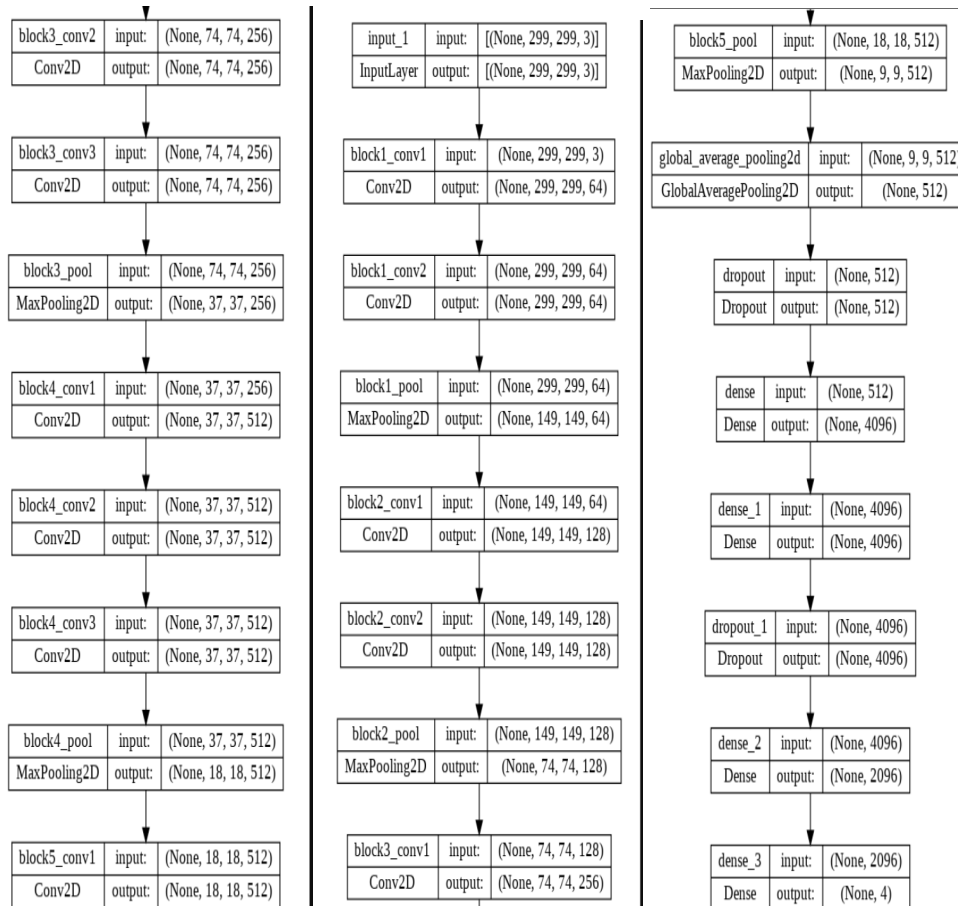 block3_conv2 input: (None, 74, 74, 256)
Conv2D output: (None, 74, 74, 256)
block3_conv3 input: (None, 74, 74, 256)
Conv2D output: (None, 74, 74, 256)
block3_pool input: (None, 74, 74, 256)
MaxPooling2D output: (None, 37, 37, 256)
block4_conv1 input: (None, 37, 37, 256)
Conv2D output: (None, 37, 37, 512)
block4_conv2 input: (None, 37, 37, 512)
Conv2D output: (None, 37, 37, 512)
block4_conv3 input: (None, 37, 37, 512)
Conv2D output: (None, 37, 37, 512)
block4_pool input: (None, 37, 37, 512)
MaxPooling2D output: (None, 18, 18, 512)
block5_conv1 input: (None, 18, 18, 512)
Conv2D output: (None, 18, 18, 512)
input_1 input: [(None, 299, 299, 3)]
InputLayer output: [(None, 299, 299, 3)]
block1_conv1 input: (None, 299, 299, 3)
Conv2D output: (None, 299, 299, 64)
block1_conv2 input: (None, 299, 299, 64)
Conv2D output: (None, 299, 299, 64)
block1_pool input: (None, 299, 299, 64)
MaxPooling2D output: (None, 149, 149, 64)
block2_conv1 input: (None, 149, 149, 64)
Conv2D output: (None, 149, 149, 128)
block2_conv2 input: (None, 149, 149, 128)
Conv2D output: (None, 149, 149, 128)
block2_pool input: (None, 149, 149, 128)
MaxPooling2D output: (None, 74, 74, 128)
block3_conv1 input: (None, 74, 74, 128)
Conv2D output: (None, 74, 74, 256)
block5_pool input: (None, 18, 18, 512)
MaxPooling2D output: (None, 9, 9, 512)
global_average_pooling2d input: (None, 9, 9, 512)
GlobalAveragePooling2D output: (None, 512)
dropout input: (None, 512)
Dropout output: (None, 512)
dense input: (None, 512)
Dense output: (None, 4096)
dense_1 input: (None, 4096)
Dense output: (None, 4096)
dropout_1 input: (None, 4096)
Dropout output: (None, 4096)
dense_2 input: (None, 4096)
Dense output: (None, 2096)
dense_3 input: (None, 2096)
Dense output: (None, 4)